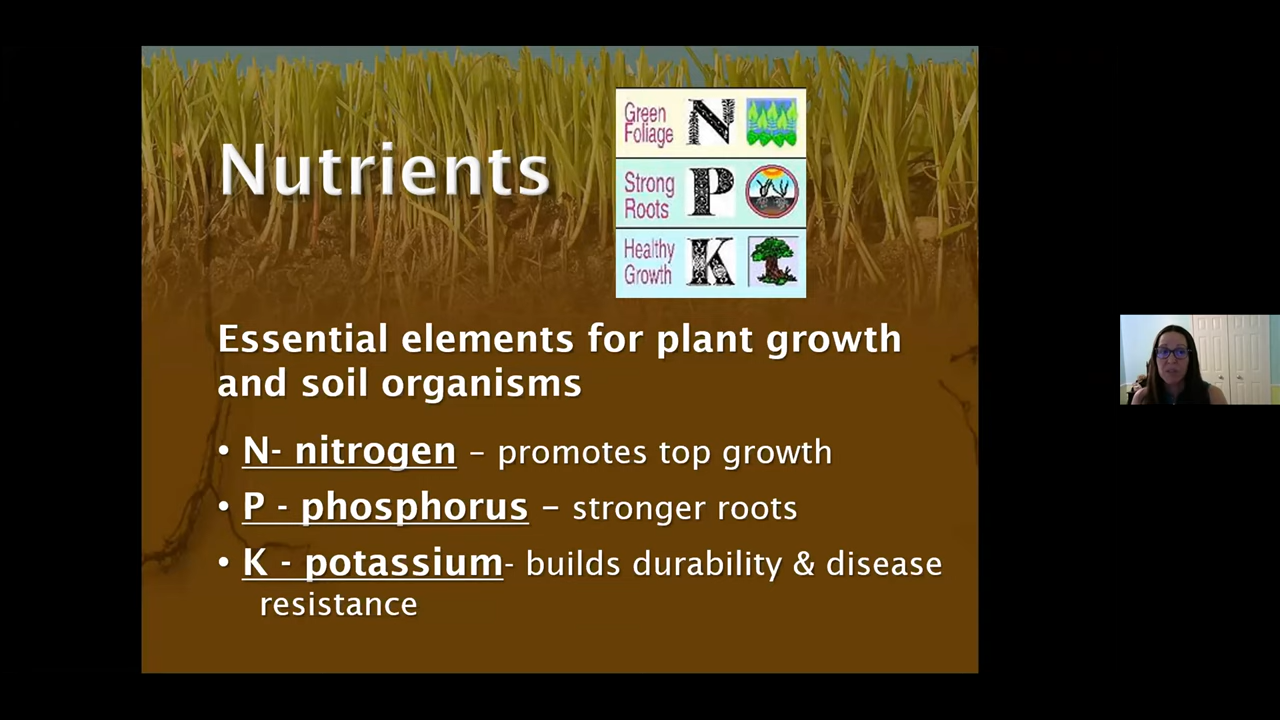 Nutrients
Green
Foliage
N
Strong
Roots
P
Healthy
Growth
K
Essential elements for plant growth
and soil organisms
• N- nitrogen – promotes top growth
• P - phosphorus – stronger roots
• K - potassium- builds durability & disease
resistance